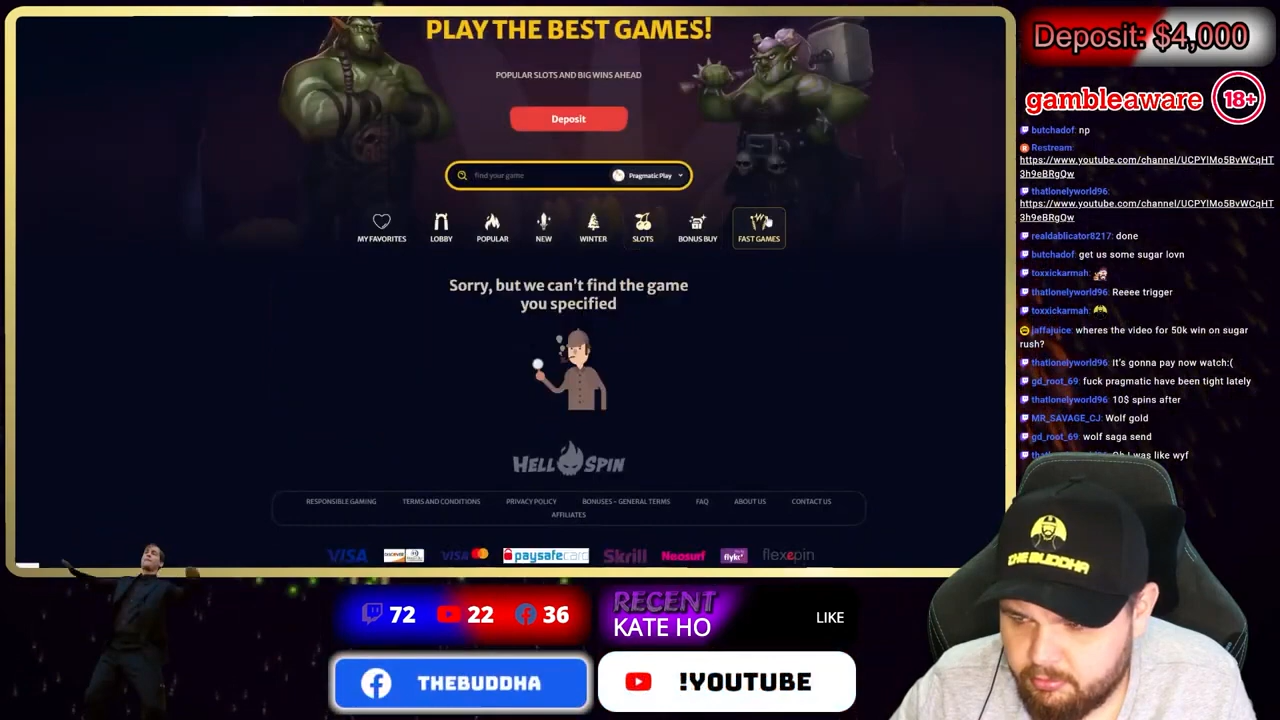 PLAY THE BEST GAMES!
POPULAR SLOTS AND BIG WINS AHEAD
Deposit
find your game
Pragmatic Play
MY FAVORITES
LOBBY
POPULAR
NEW
WINTER
SLOTS
BONUS BUY
FAST GAMES
Sorry, but we can't find the game
you specified
HELL SPIN
RESPONSIBLE GAMING
TERMS AND CONDITIONS
PRIVACY POLICY
BONUSES - GENERAL TERMS
FAQ
ABOUT US
CONTACT US
AFFILIATES
VISA
DISCOVER
VISA
paysafecard
Skrill
Neosurf
flexepin
Deposit: $4,000
gambleaware
18+
butchadof: np
Restream:
https://www.youtube.com/channel/UCPYIMo5BvWCqHT
3h9eBRgOw
thatlonelyworld96:
https://www.youtube.com/channel/UCPYIMo5BvWCqHT
3h9eBRgOw
realdablicator8217: done
butchadof: get us some sugar lovn
toxxickarmah:
thatlonelyworld96: Reeee trigger
toxxickarmah:
jaffajuice: wheres the video for 50k win on sugar
rush?
thatlonelyworld96: It's gonna pay now watch:(
gd_root_69: fuck pragmatic have been tight lately
thatlonelyworld96: 10$ spins after
MR_SAVAGE_CJ: Wolf gold
gd_root_69: wolf saga send
I was like wyf
THE BUDDHA
72
22
36
RECENT
KATE HO
LIKE
THEBUDDHA
!YOUTUBE